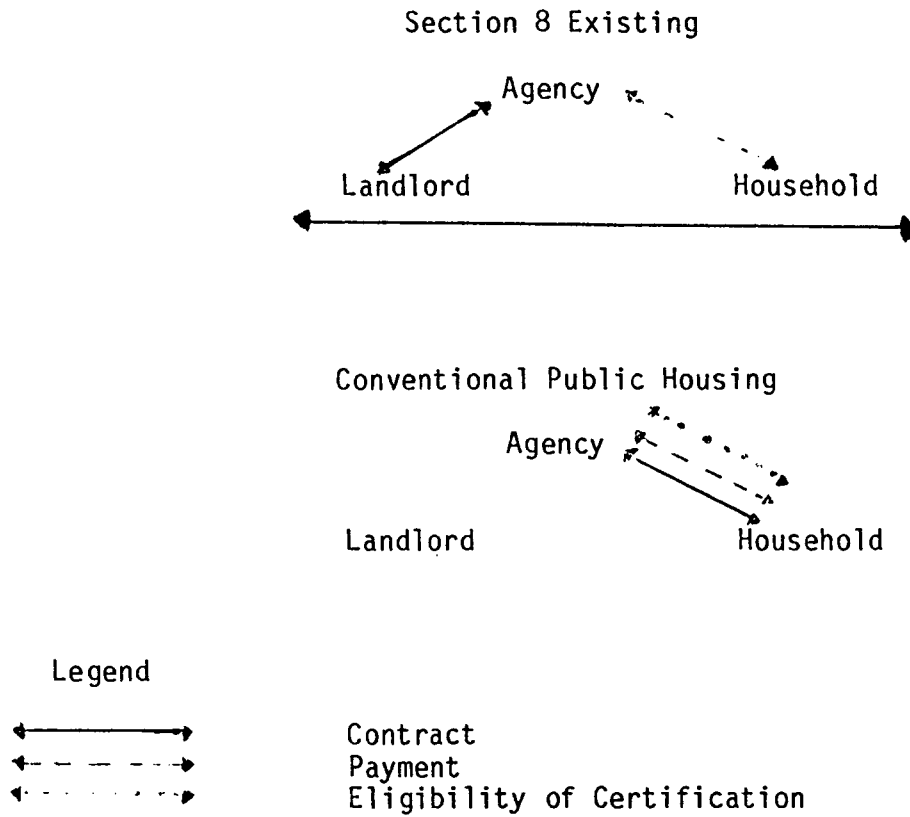 Section 8 Existing
Agency
Landlord Household
Conventional Public Housing
Agency
Landlord Household
Legend
Contract
Payment
Eligibility of Certification